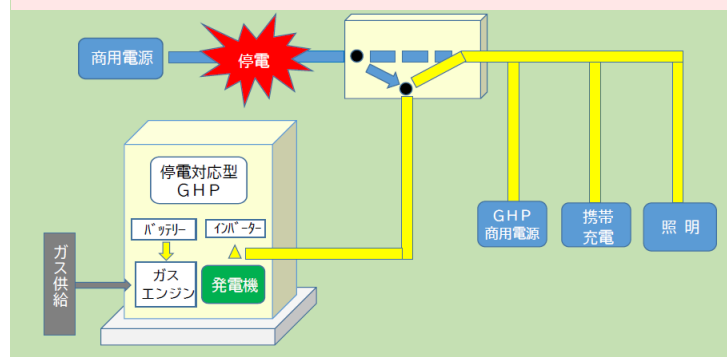 商用電源
停電
停電対応型
GHP
バッテリー
インバーター
ガス
エンジン
発電機
ガス供給
GHP
商用電源
携帯
充電
照明